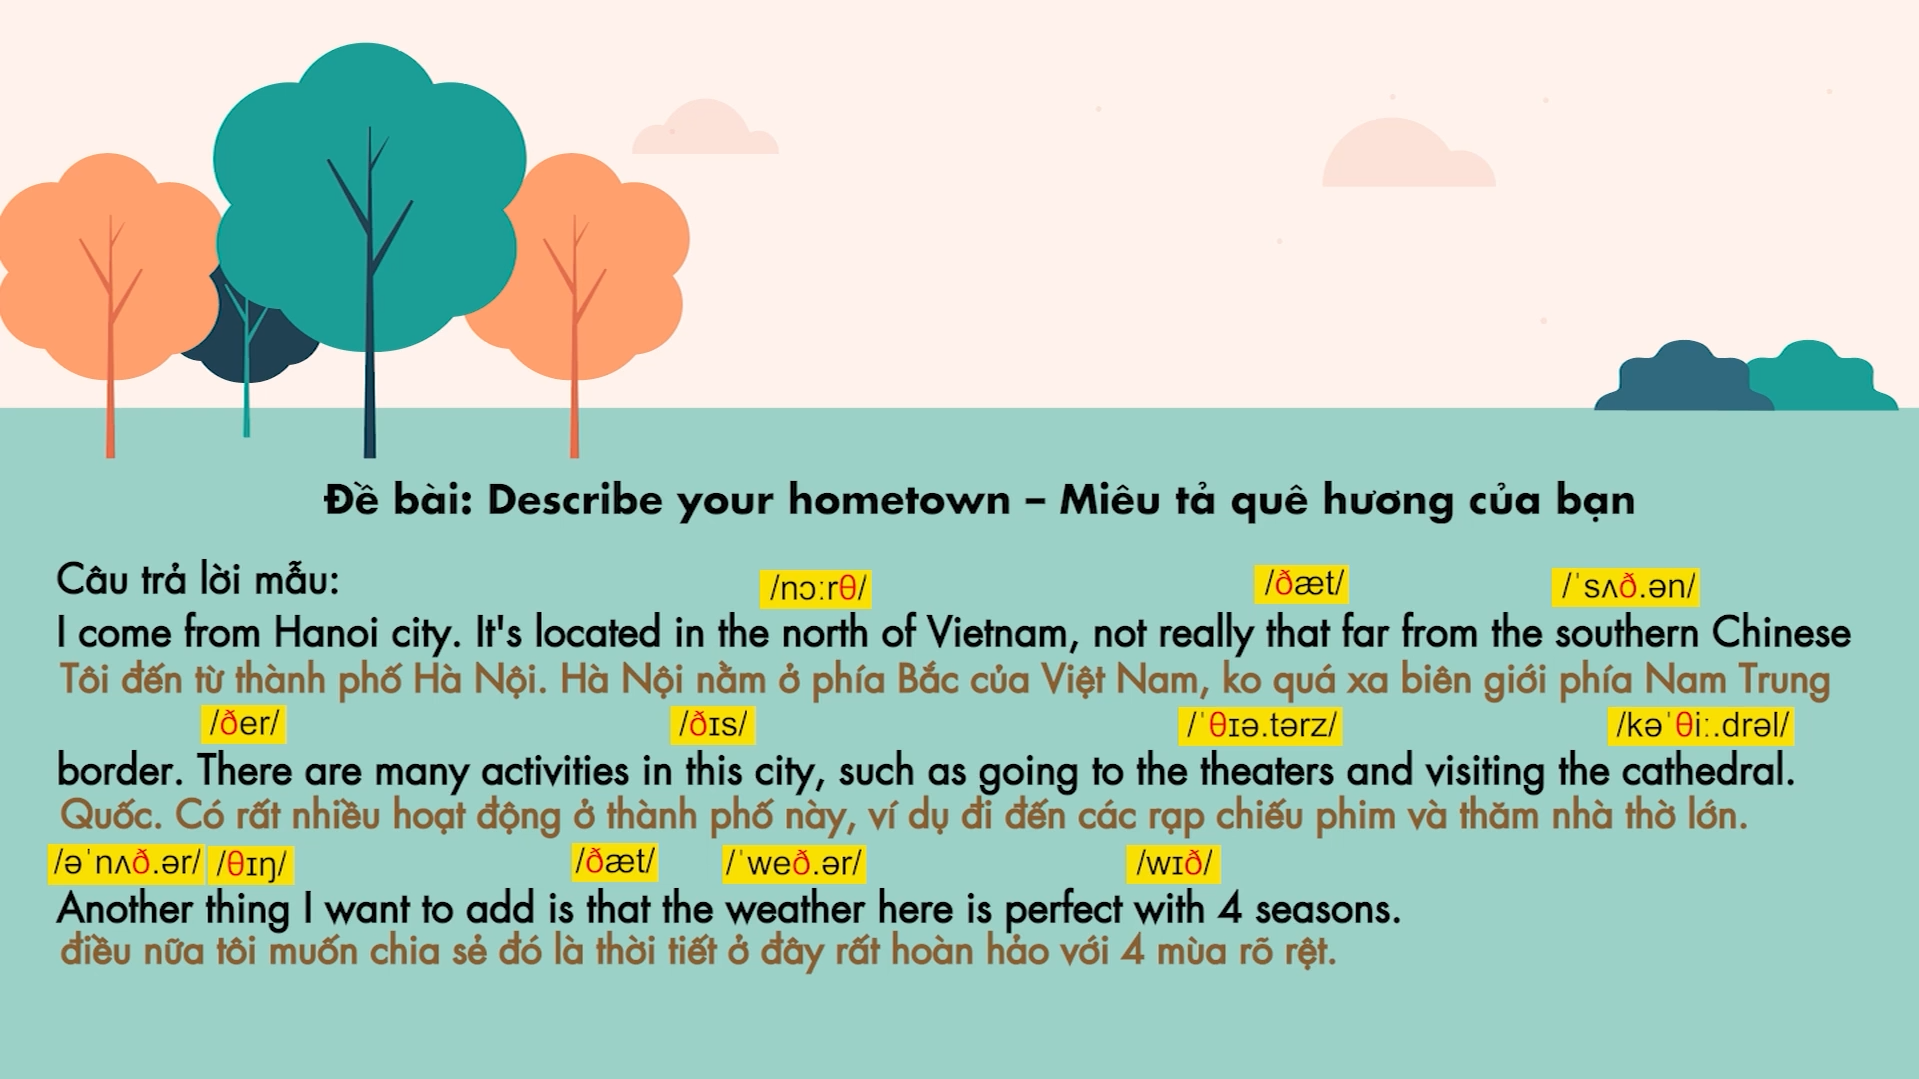 Đề bài: Describe your hometown – Miêu tả quê hương của bạn
Câu trả lời mẫu:
/nɔːrθ/ /ðæt/ /ˈsʌð.ən/
I come from Hanoi city. It's located in the north of Vietnam, not really that far from the southern Chinese
Tôi đến từ thành phố Hà Nội. Hà Nội nằm ở phía Bắc của Việt Nam, ko quá xa biên giới phía Nam Trung
/ðer/ /ðɪs/ /ˈθɪə.tərz/ /kəˈθiː.drəl/
border. There are many activities in this city, such as going to the theaters and visiting the cathedral.
Quốc. Có rất nhiều hoạt động ở thành phố này, ví dụ đi đến các rạp chiếu phim và thăm nhà thờ lớn.
/əˈnʌð.ər/ /θɪŋ/ /ðæt/ /ˈweð.ər/ /wɪð/
Another thing I want to add is that the weather here is perfect with 4 seasons.
điều nữa tôi muốn chia sẻ đó là thời tiết ở đây rất hoàn hảo với 4 mùa rõ rệt.